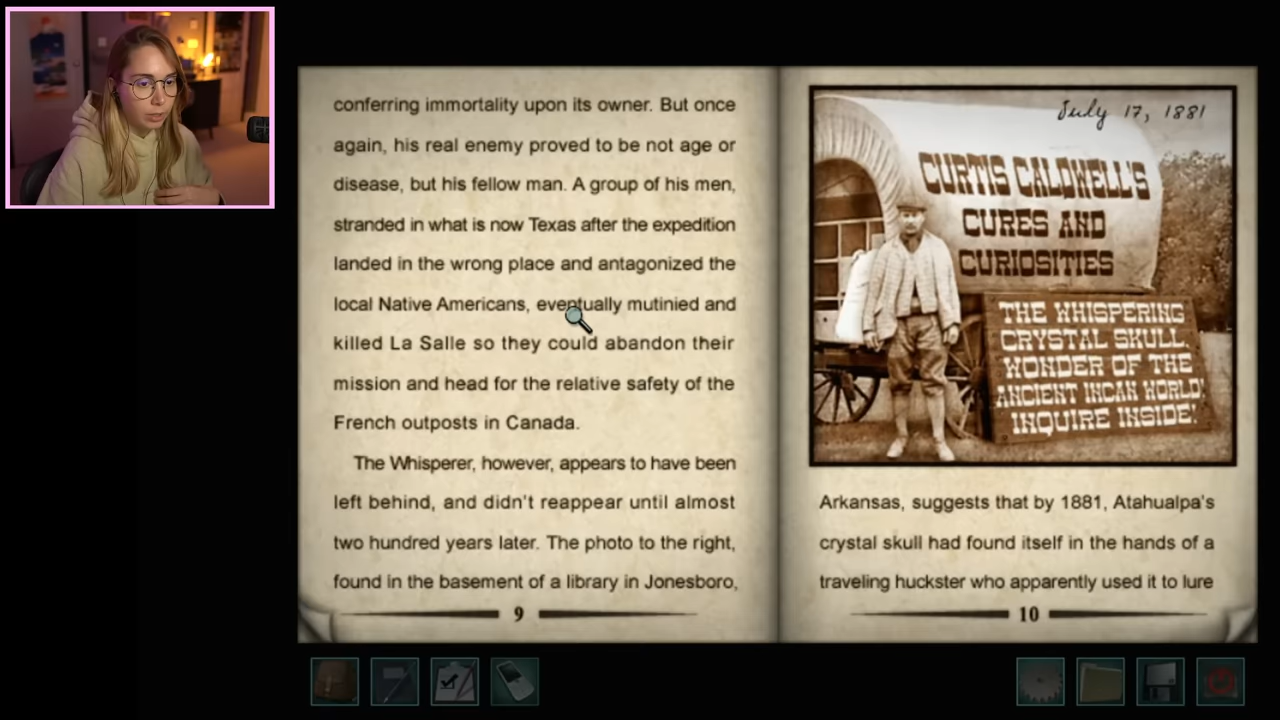 conferring immortality upon its owner. But once
again, his real enemy proved to be not age or
disease, but his fellow man. A group of his men,
stranded in what is now Texas after the expedition
landed in the wrong place and antagonized the
local Native Americans, eventually mutinied and
killed La Salle so they could abandon their
mission and head for the relative safety of the
French outposts in Canada.
The Whisperer, however, appears to have been
left behind, and didn't reappear until almost
two hundred years later. The photo to the right,
found in the basement of a library in Jonesboro,
9
July 17, 1881
CURTIS CALDWELL'S
CURES AND
CURIOSITIES
THE WHISPERING
CRYSTAL SKULL.
WONDER OF THE
ANCIENT INCAN WORLD!
INQUIRE INSIDE!
Arkansas, suggests that by 1881, Atahualpa's
crystal skull had found itself in the hands of a
traveling huckster who apparently used it to lure
10